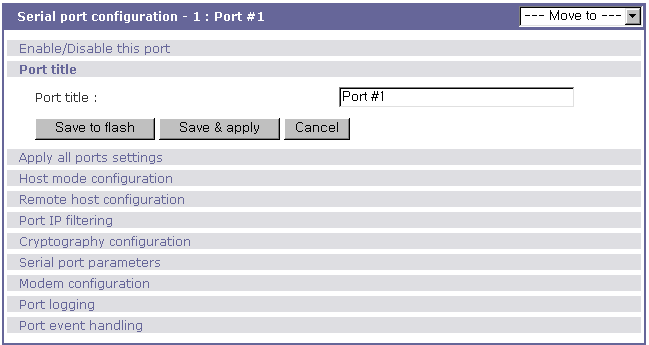 Serial port configuration - 1 : Port #1 --- Move to ---
Enable/Disable this port
Port title
Port title : Port #1
Save to flash Save & apply Cancel
Apply all ports settings
Host mode configuration
Remote host configuration
Port IP filtering
Cryptography configuration
Serial port parameters
Modem configuration
Port logging
Port event handling